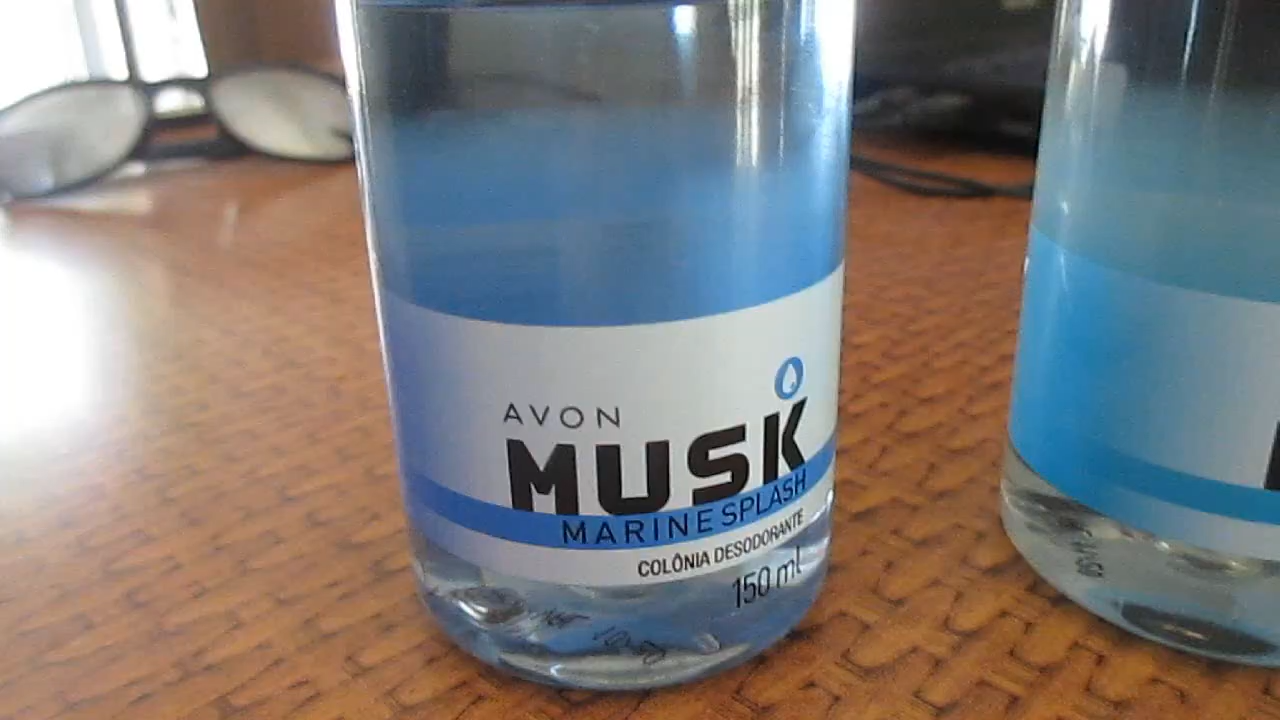 AVON
MUSK
MARINE SPLASH
COLÔNIA DESODORANTE
150 ml